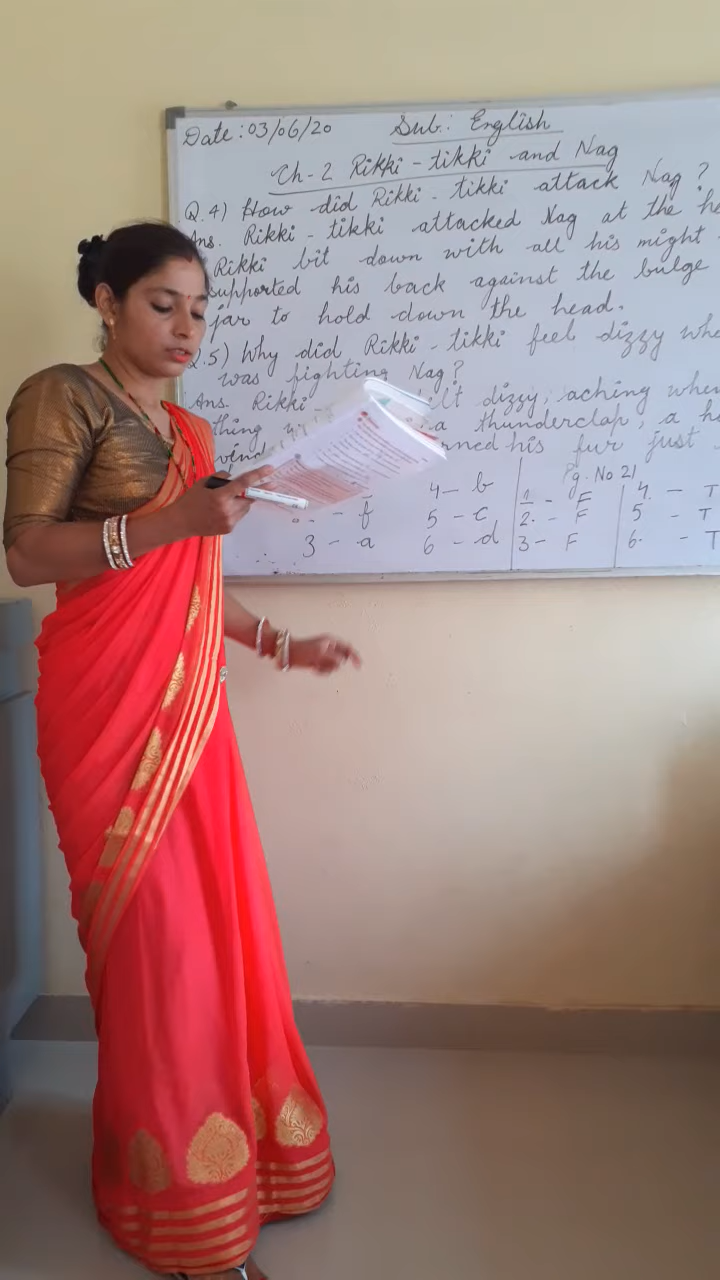 Date: 03/06/20 Sub.: English
Ch-2 Rikki-tikki and Nag
Q.4) How did Rikki-tikki attack Nag?
Ans. Rikki-tikki attacked Nag at the
Rikki bit down with all his might
supported his back against the bulge
jar to hold down the head.
Q.5) Why did Rikki-tikki feel dizzy
was fighting Nag?
Ans. Rikki- dizzy, aching
thing a thunderclap, a
his fur just
Pg. No 21
4- b 1- F 4. - T
- f 5 - c 2. - F 5 - T
3 - a 6 - d 3- F 6. - T